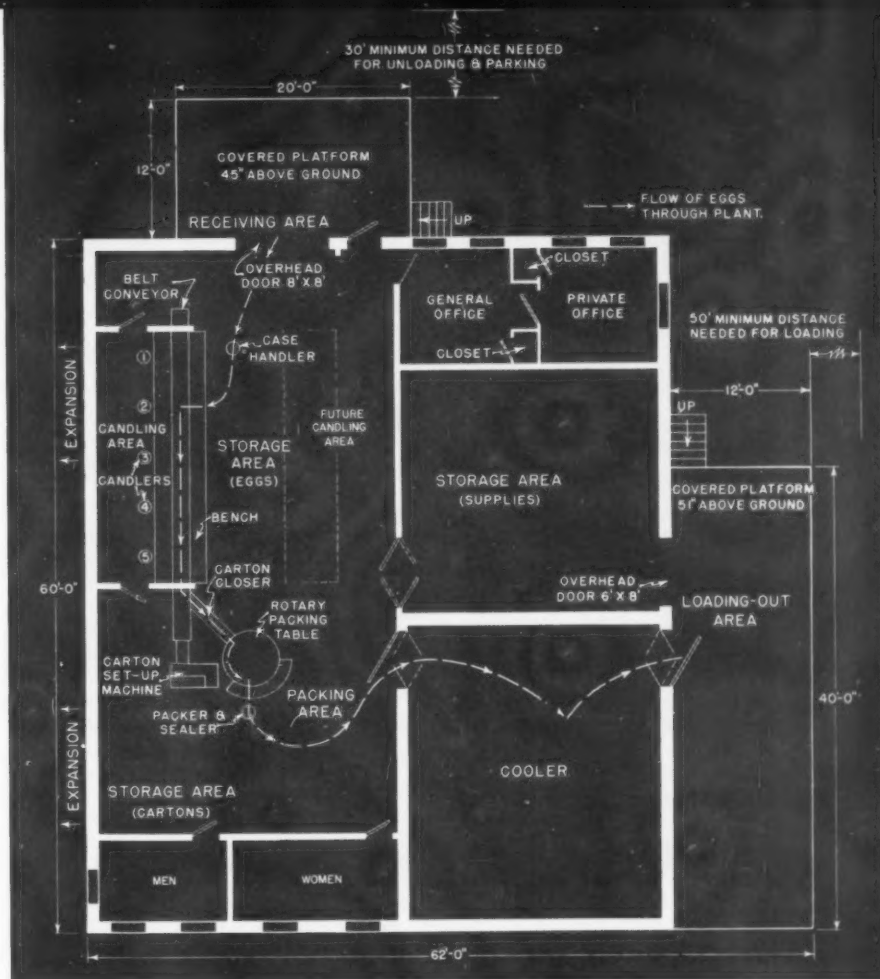 30' MINIMUM DISTANCE NEEDED
FOR UNLOADING & PARKING
20'-0"
12'-0"
COVERED PLATFORM
45" ABOVE GROUND
RECEIVING AREA
UP
FLOW OF EGGS
THROUGH PLANT.
BELT
CONVEYOR
OVERHEAD
DOOR 8' X 8'
CLOSET
GENERAL
OFFICE
PRIVATE
OFFICE
CLOSET
50' MINIMUM DISTANCE
NEEDED FOR LOADING
12'-0"
UP
EXPANSION
1
2
CANDLING
AREA
3
CANDLERS
4
5
CASE
HANDLER
FUTURE
CANDLING
AREA
STORAGE
AREA
(EGGS)
BENCH
STORAGE AREA
(SUPPLIES)
COVERED PLATFORM
51" ABOVE GROUND
60'-0"
CARTON
CLOSER
ROTARY
PACKING
TABLE
OVERHEAD
DOOR 6' X 8'
LOADING-OUT
AREA
CARTON
SET-UP
MACHINE
PACKING
AREA
PACKER &
SEALER
40'-0"
EXPANSION
STORAGE AREA
(CARTONS)
COOLER
MEN
WOMEN
62'-0"